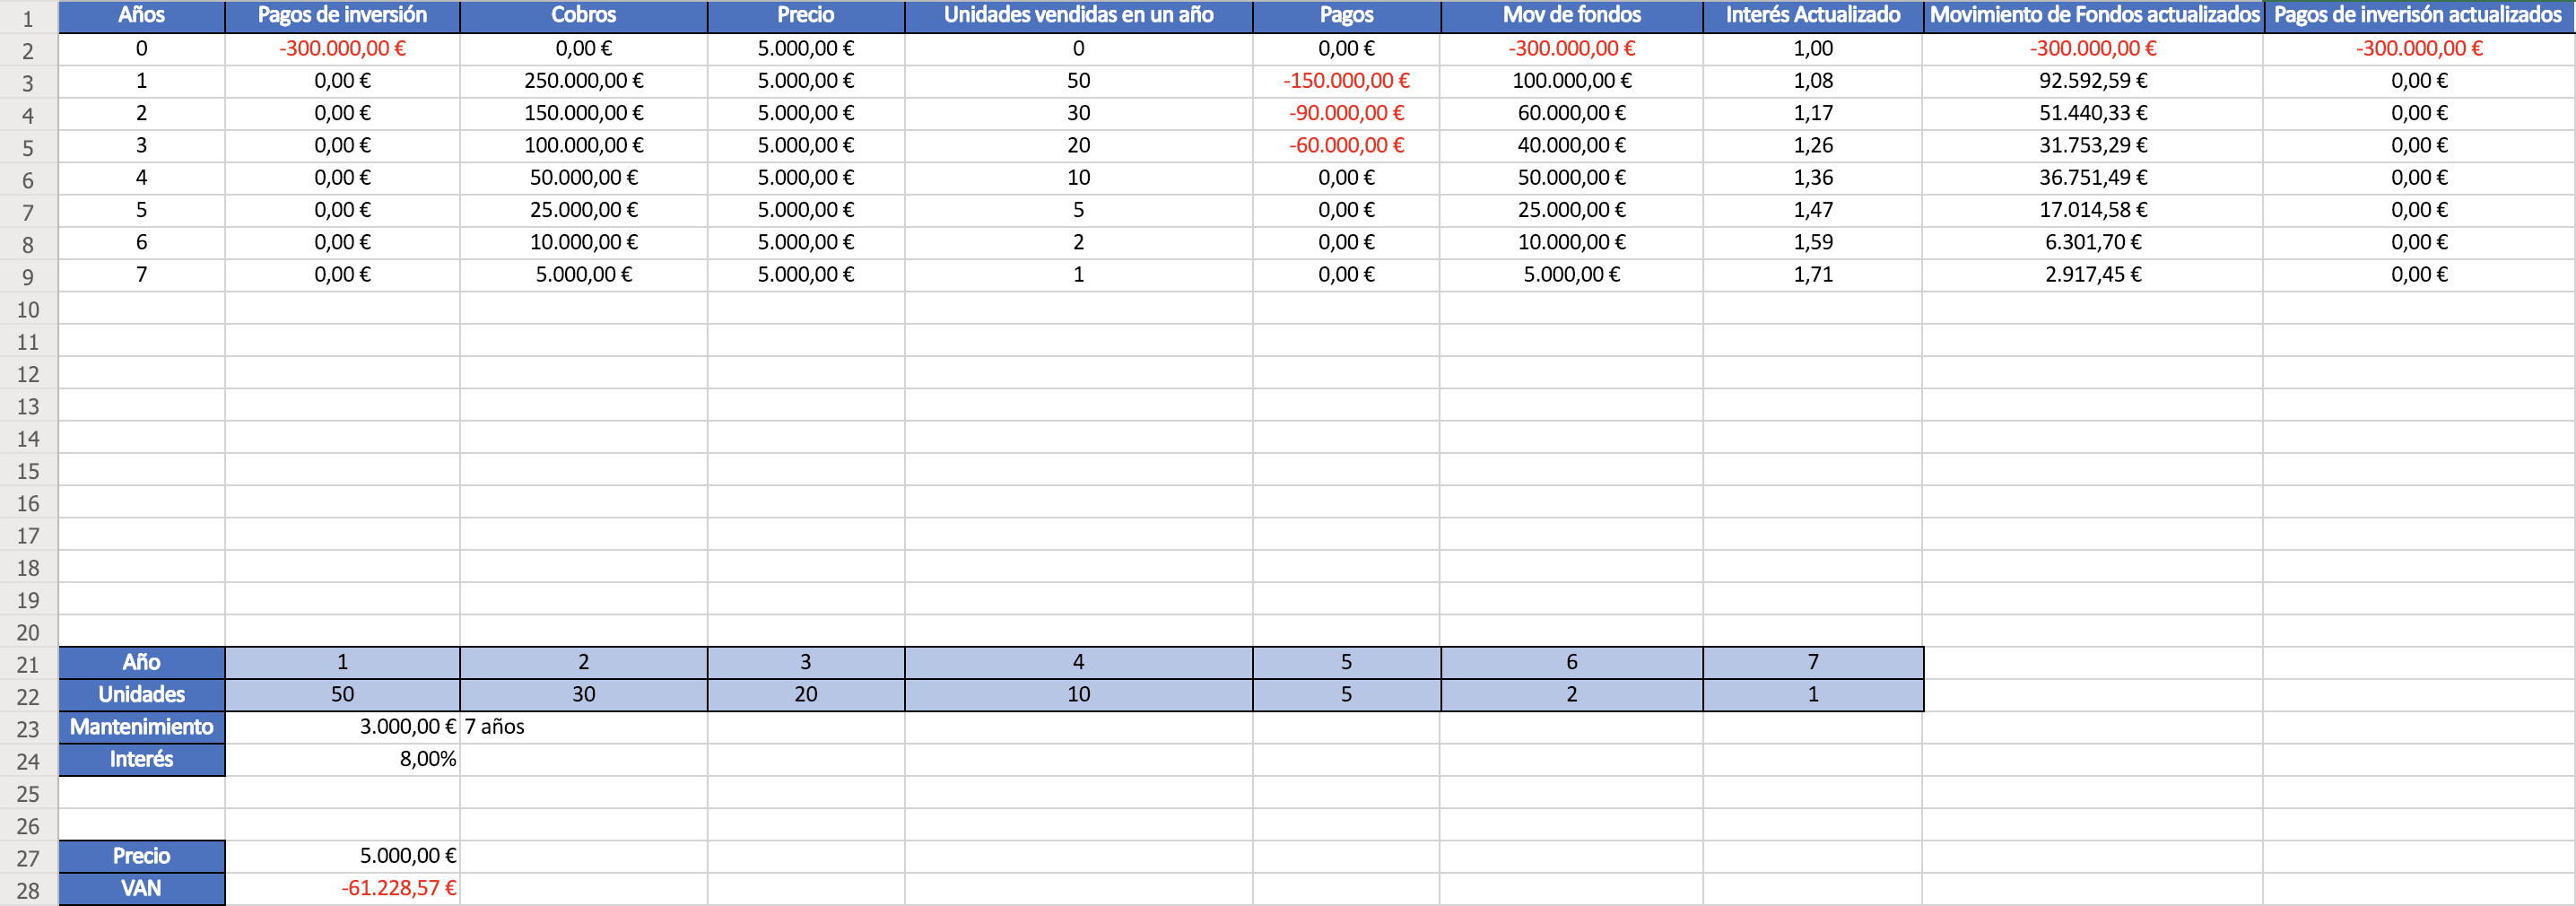 1 Años Pagos de inversión Cobros Precio Unidades vendidas en un año Pagos Mov de fondos Interés Actualizado Movimiento de Fondos actualizados Pagos de inverisón actualizados
2 0 -300.000,00 € 0,00 € 5.000,00 € 0 0,00 € -300.000,00 € 1,00 -300.000,00 € -300.000,00 €
3 1 0,00 € 250.000,00 € 5.000,00 € 50 -150.000,00 € 100.000,00 € 1,08 92.592,59 € 0,00 €
4 2 0,00 € 150.000,00 € 5.000,00 € 30 -90.000,00 € 60.000,00 € 1,17 51.440,33 € 0,00 €
5 3 0,00 € 100.000,00 € 5.000,00 € 20 -60.000,00 € 40.000,00 € 1,26 31.753,29 € 0,00 €
6 4 0,00 € 50.000,00 € 5.000,00 € 10 0,00 € 50.000,00 € 1,36 36.751,49 € 0,00 €
7 5 0,00 € 25.000,00 € 5.000,00 € 5 0,00 € 25.000,00 € 1,47 17.014,58 € 0,00 €
8 6 0,00 € 10.000,00 € 5.000,00 € 2 0,00 € 10.000,00 € 1,59 6.301,70 € 0,00 €
9 7 0,00 € 5.000,00 € 5.000,00 € 1 0,00 € 5.000,00 € 1,71 2.917,45 € 0,00 €
10
11
12
13
14
15
16
17
18
19
20
21 Año 1 2 3 4 5 6 7
22 Unidades 50 30 20 10 5 2 1
23 Mantenimiento 3.000,00 € 7 años
24 Interés 8,00%
25
26
27 Precio 5.000,00 €
28 VAN -61.228,57 €